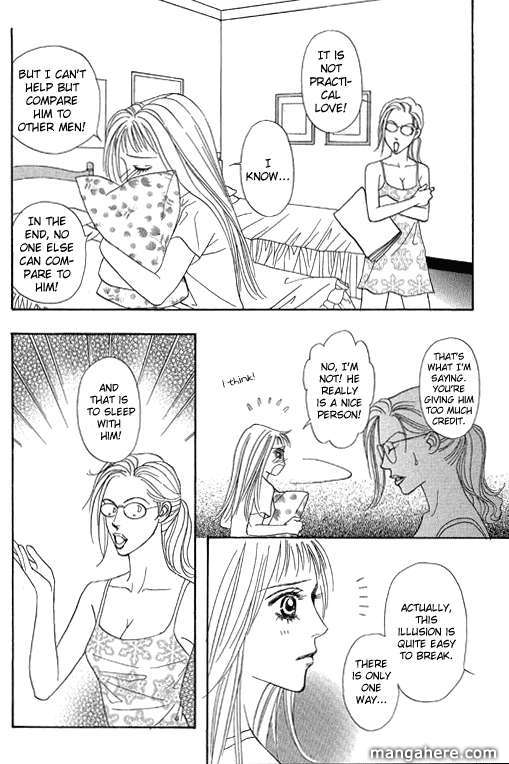 IT IS
NOT
PRACTI-
CAL
LOVE!
I
KNOW...
BUT I CAN'T
HELP BUT
COMPARE
HIM TO
OTHER MEN!
IN THE
END, NO
ONE ELSE
CAN COM-
PARE TO
HIM!
THAT'S
WHAT I'M
SAYING.
YOU'RE
GIVING HIM
TOO MUCH
CREDIT.
NO, I'M
NOT! HE
REALLY
IS A NICE
PERSON!
I think!
ACTUALLY,
THIS
ILLUSION IS
QUITE EASY
TO BREAK.
THERE
IS ONLY
ONE
WAY...
AND
THAT IS
TO SLEEP
WITH
HIM!
mangahere.com